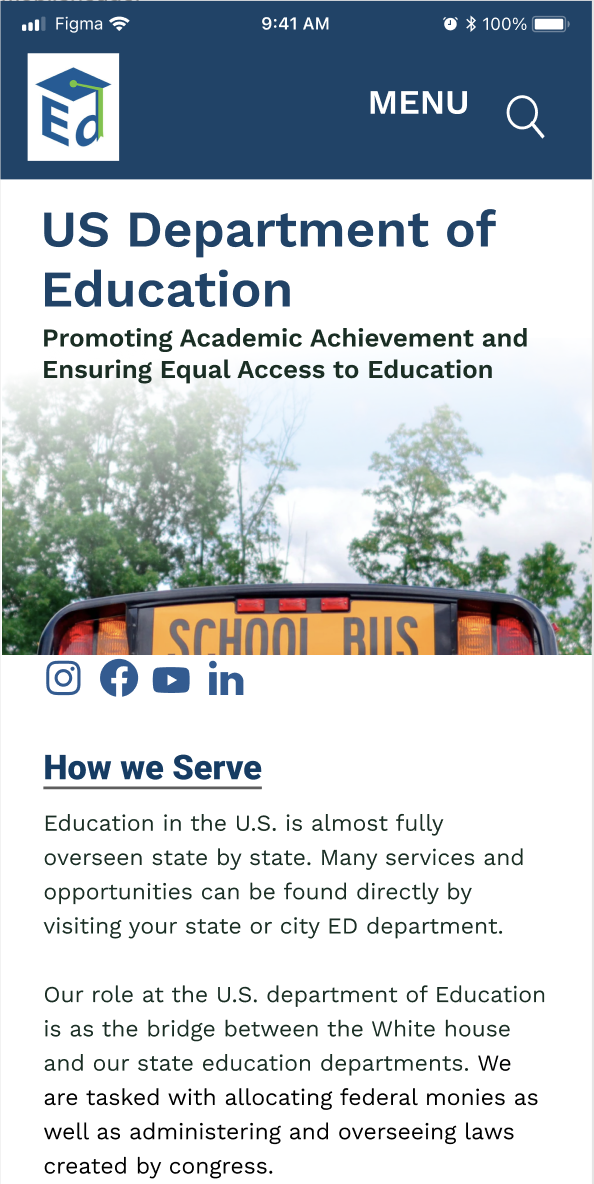 Figma
9:41 AM
100%
Ed
MENU
US Department of
Education
Promoting Academic Achievement and
Ensuring Equal Access to Education
SCHOOL BUS
in
How we Serve
Education in the U.S. is almost fully
overseen state by state. Many services and
opportunities can be found directly by
visiting your state or city ED department.
Our role at the U.S. department of Education
is as the bridge between the White house
and our state education departments. We
are tasked with allocating federal monies as
well as administering and overseeing laws
created by congress.